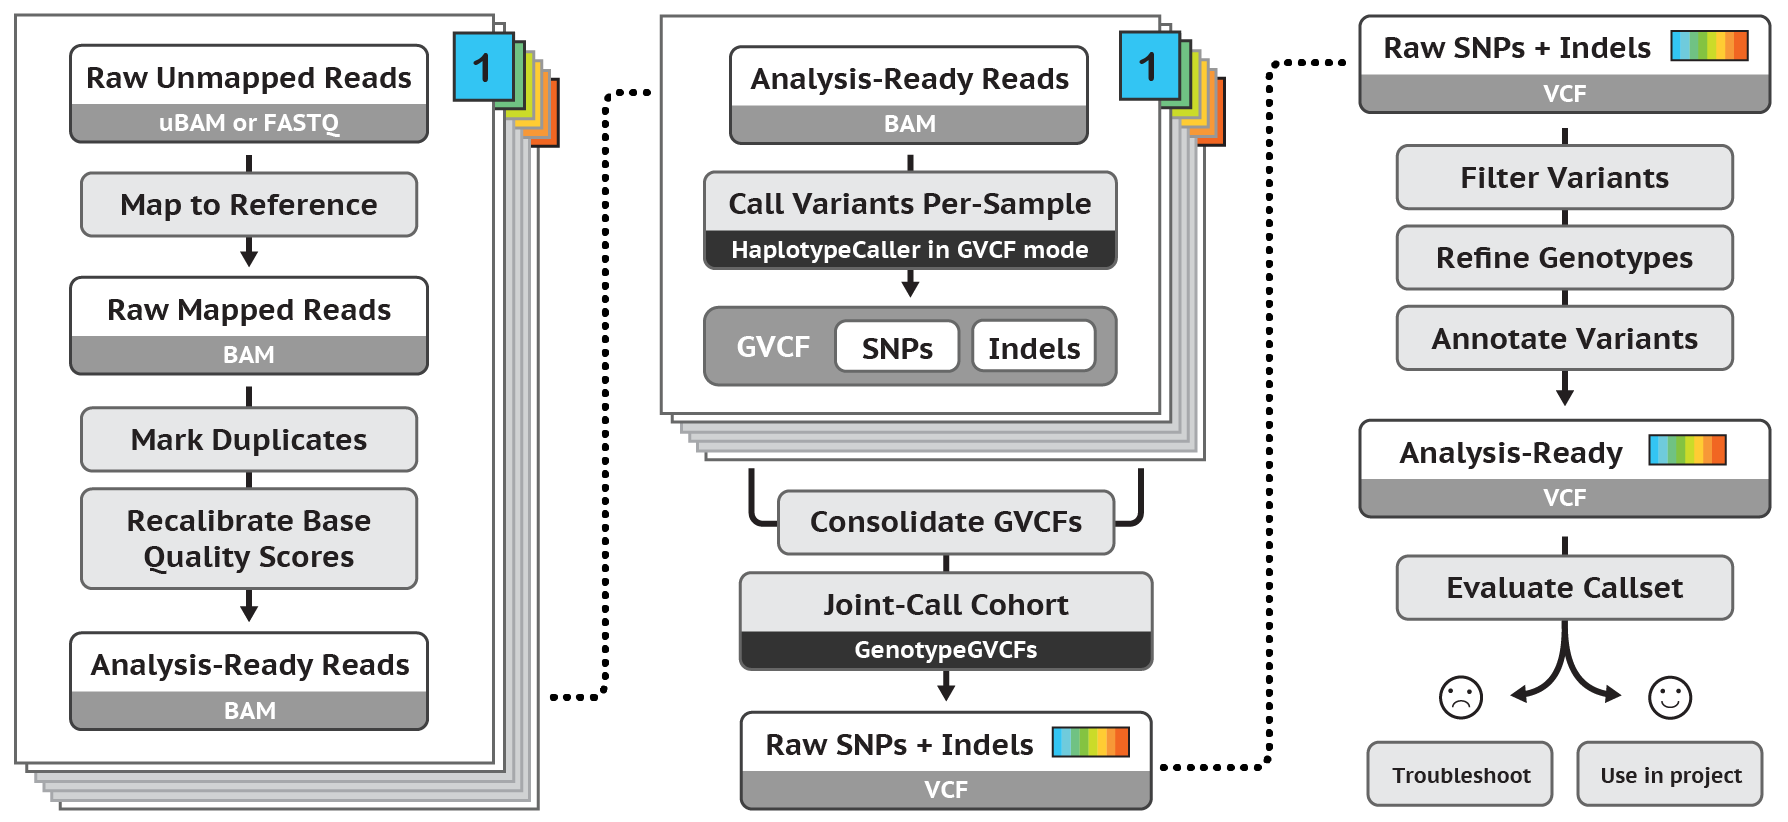 1
Raw Unmapped Reads
uBAM or FASTQ
Map to Reference
Raw Mapped Reads
BAM
Mark Duplicates
Recalibrate Base
Quality Scores
Analysis-Ready Reads
BAM
1
Analysis-Ready Reads
BAM
Call Variants Per-Sample
HaplotypeCaller in GVCF mode
GVCF SNPs Indels
Consolidate GVCFs
Joint-Call Cohort
GenotypeGVCFs
Raw SNPs + Indels
VCF
Raw SNPs + Indels
VCF
Filter Variants
Refine Genotypes
Annotate Variants
Analysis-Ready
VCF
Evaluate Callset
Troubleshoot
Use in project